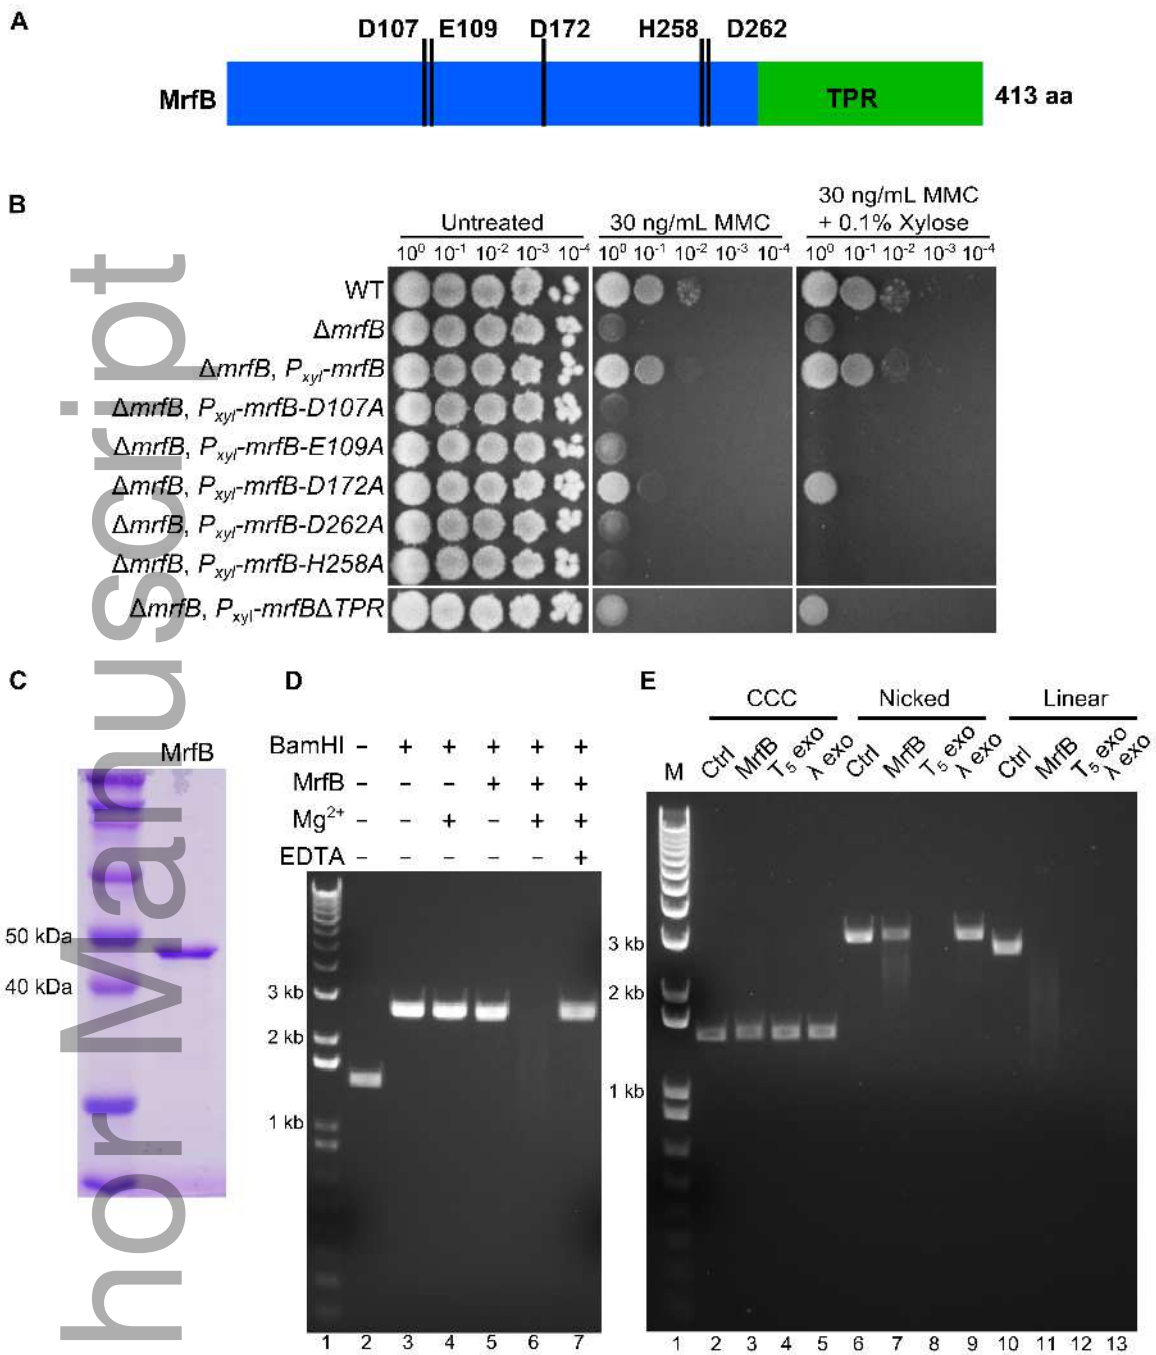 A
D107 E109 D172 H258 D262
MrfB TPR 413 aa
B
Untreated 30 ng/mL MMC 30 ng/mL MMC + 0.1% Xylose
10⁰ 10⁻¹ 10⁻² 10⁻³ 10⁻⁴ 10⁰ 10⁻¹ 10⁻² 10⁻³ 10⁻⁴ 10⁰ 10⁻¹ 10⁻² 10⁻³ 10⁻⁴
WT
ΔmrfB
ΔmrfB, Pxyl-mrfB
ΔmrfB, Pxyl-mrfB-D107A
ΔmrfB, Pxyl-mrfB-E109A
ΔmrfB, Pxyl-mrfB-D172A
ΔmrfB, Pxyl-mrfB-D262A
ΔmrfB, Pxyl-mrfB-H258A
ΔmrfB, Pxyl-mrfBΔTPR
C
MrfB
50 kDa
40 kDa
D
BamHI – + + + + +
MrfB – – – + + +
Mg²⁺ – – + – + +
EDTA – – – – – +
3 kb
2 kb
1 kb
1 2 3 4 5 6 7
E
CCC Nicked Linear
M Ctrl MrfB T₅ exo λ exo Ctrl MrfB T₅ exo λ exo Ctrl MrfB T₅ exo λ exo
3 kb
2 kb
1 kb
1 2 3 4 5 6 7 8 9 10 11 12 13
hor Manuscript